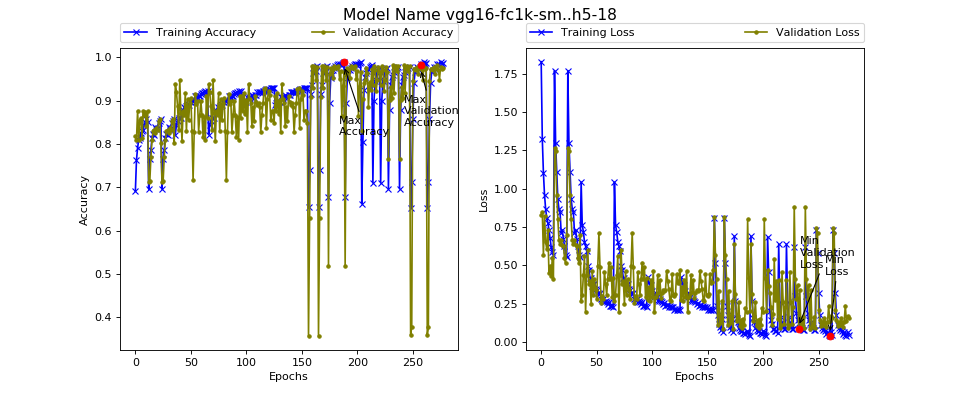 Model Name vgg16-fc1k-sm..h5-18
Training Accuracy
Validation Accuracy
1.0
0.9
0.8
0.7
0.6
0.5
0.4
Accuracy
Max
Accuracy
Max
Validation
Accuracy
0
50
100
150
200
250
Epochs
Training Loss
Validation Loss
1.75
1.50
1.25
1.00
0.75
0.50
0.25
0.00
Loss
Min
Validation
Loss
Min
Loss
0
50
100
150
200
250
Epochs